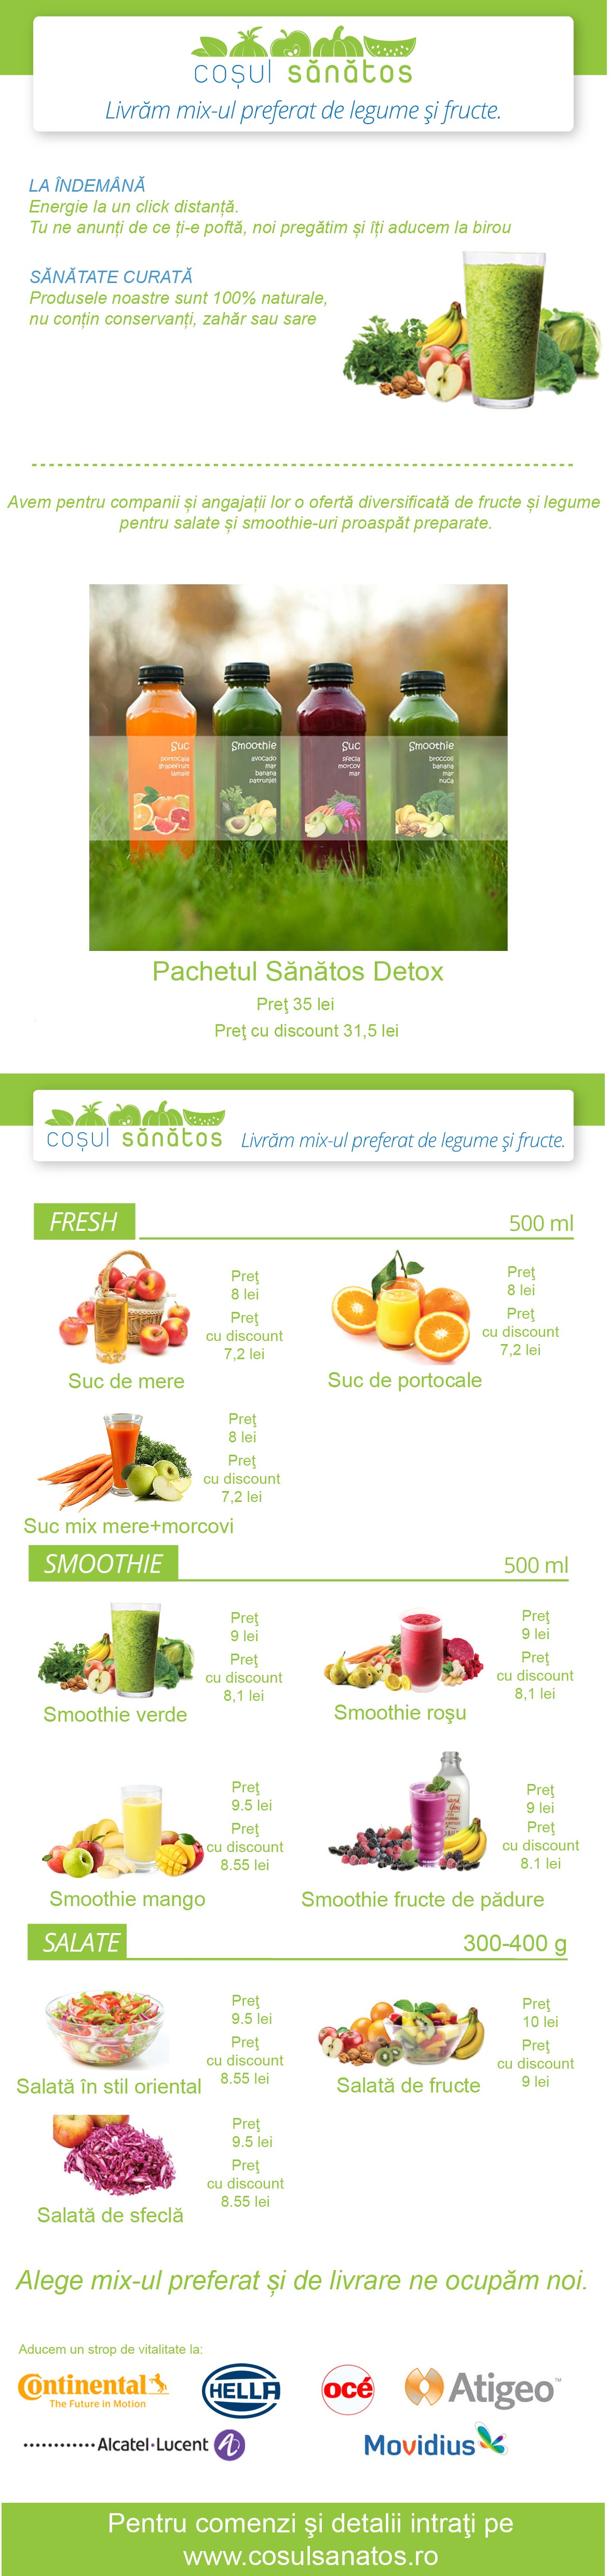 coșul sănătos
Livrăm mix-ul preferat de legume şi fructe.
LA ÎNDEMÂNĂ
Energie la un click distanță.
Tu ne anunți de ce ți-e poftă, noi pregătim și îți aducem la birou
SĂNĂTATE CURATĂ
Produsele noastre sunt 100% naturale,
nu conțin conservanți, zahăr sau sare
Avem pentru companii și angajații lor o ofertă diversificată de fructe și legume
pentru salate și smoothie-uri proaspăt preparate.
Suc
portocala
grapefruit
lamaie
Smoothie
avocado
mar
banana
patrunjel
Suc
sfecla
morcov
mar
Smoothie
broccoli
banana
mar
nuca
Pachetul Sănătos Detox
Preţ 35 lei
Preţ cu discount 31,5 lei
coșul sănătos
Livrăm mix-ul preferat de legume şi fructe.
FRESH
500 ml
Preţ
8 lei
Preţ
cu discount
7,2 lei
Suc de mere
Preţ
8 lei
Preţ
cu discount
7,2 lei
Suc de portocale
Preţ
8 lei
Preţ
cu discount
7,2 lei
Suc mix mere+morcovi
SMOOTHIE
500 ml
Preţ
9 lei
Preţ
cu discount
8,1 lei
Smoothie verde
Preţ
9 lei
Preţ
cu discount
8,1 lei
Smoothie roşu
Preţ
9.5 lei
Preţ
cu discount
8.55 lei
Smoothie mango
Preţ
9 lei
Preţ
cu discount
8.1 lei
Smoothie fructe de pădure
SALATE
300-400 g
Preţ
9.5 lei
Preţ
cu discount
8.55 lei
Salată în stil oriental
Preţ
10 lei
Preţ
cu discount
9 lei
Salată de fructe
Preţ
9.5 lei
Preţ
cu discount
8.55 lei
Salată de sfeclă
Alege mix-ul preferat și de livrare ne ocupăm noi.
Aducem un strop de vitalitate la:
Continental
The Future in Motion
HELLA
océ
Atigeo™
Alcatel·Lucent
Movidius
Pentru comenzi şi detalii intraţi pe
www.cosulsanatos.ro